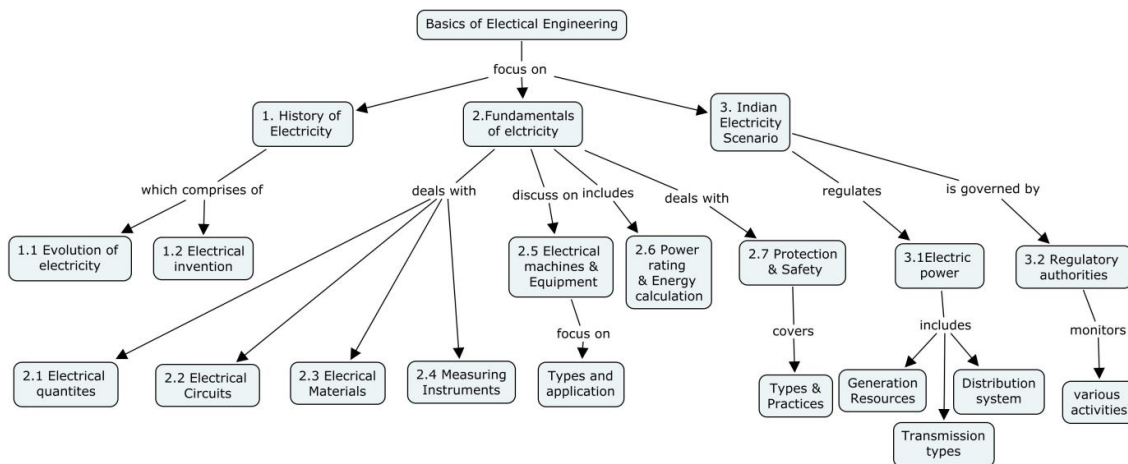 Basics of Electical Engineering
focus on
1. History of
Electricity
2.Fundamentals
of elctricity
3. Indian
Electricity
Scenario
which comprises of
deals with
discuss on
includes
deals with
regulates
is governed by
1.1 Evolution of
electricity
1.2 Electrical
invention
2.5 Electrical
machines &
Equipment
2.6 Power
rating
& Energy
calculation
2.7 Protection
& Safety
3.1Electric
power
3.2 Regulatory
authorities
focus on
covers
includes
monitors
2.1 Electrical
quantites
2.2 Electrical
Circuits
2.3 Elecrical
Materials
2.4 Measuring
Instruments
Types and
application
Types &
Practices
Generation
Resources
Distribution
system
various
activities
Transmission
types